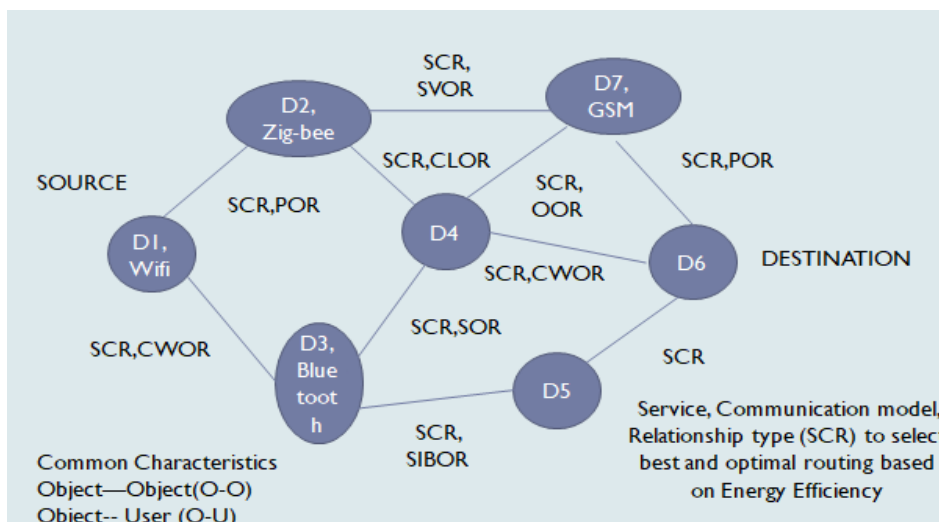 SCR,
SVOR
D7,
GSM
D2,
Zig-bee
SCR,CLOR
SCR,POR
SOURCE
SCR,
OOR
SCR,POR
D1,
Wifi
D4
D6
DESTINATION
SCR,CWOR
SCR,CWOR
SCR,SOR
D3,
Blue
toot
h
D5
SCR
SCR,
SIBOR
Service, Communication model,
Relationship type (SCR) to select
best and optimal routing based
on Energy Efficiency
Common Characteristics
Object—Object(O-O)
Object-- User (O-U)